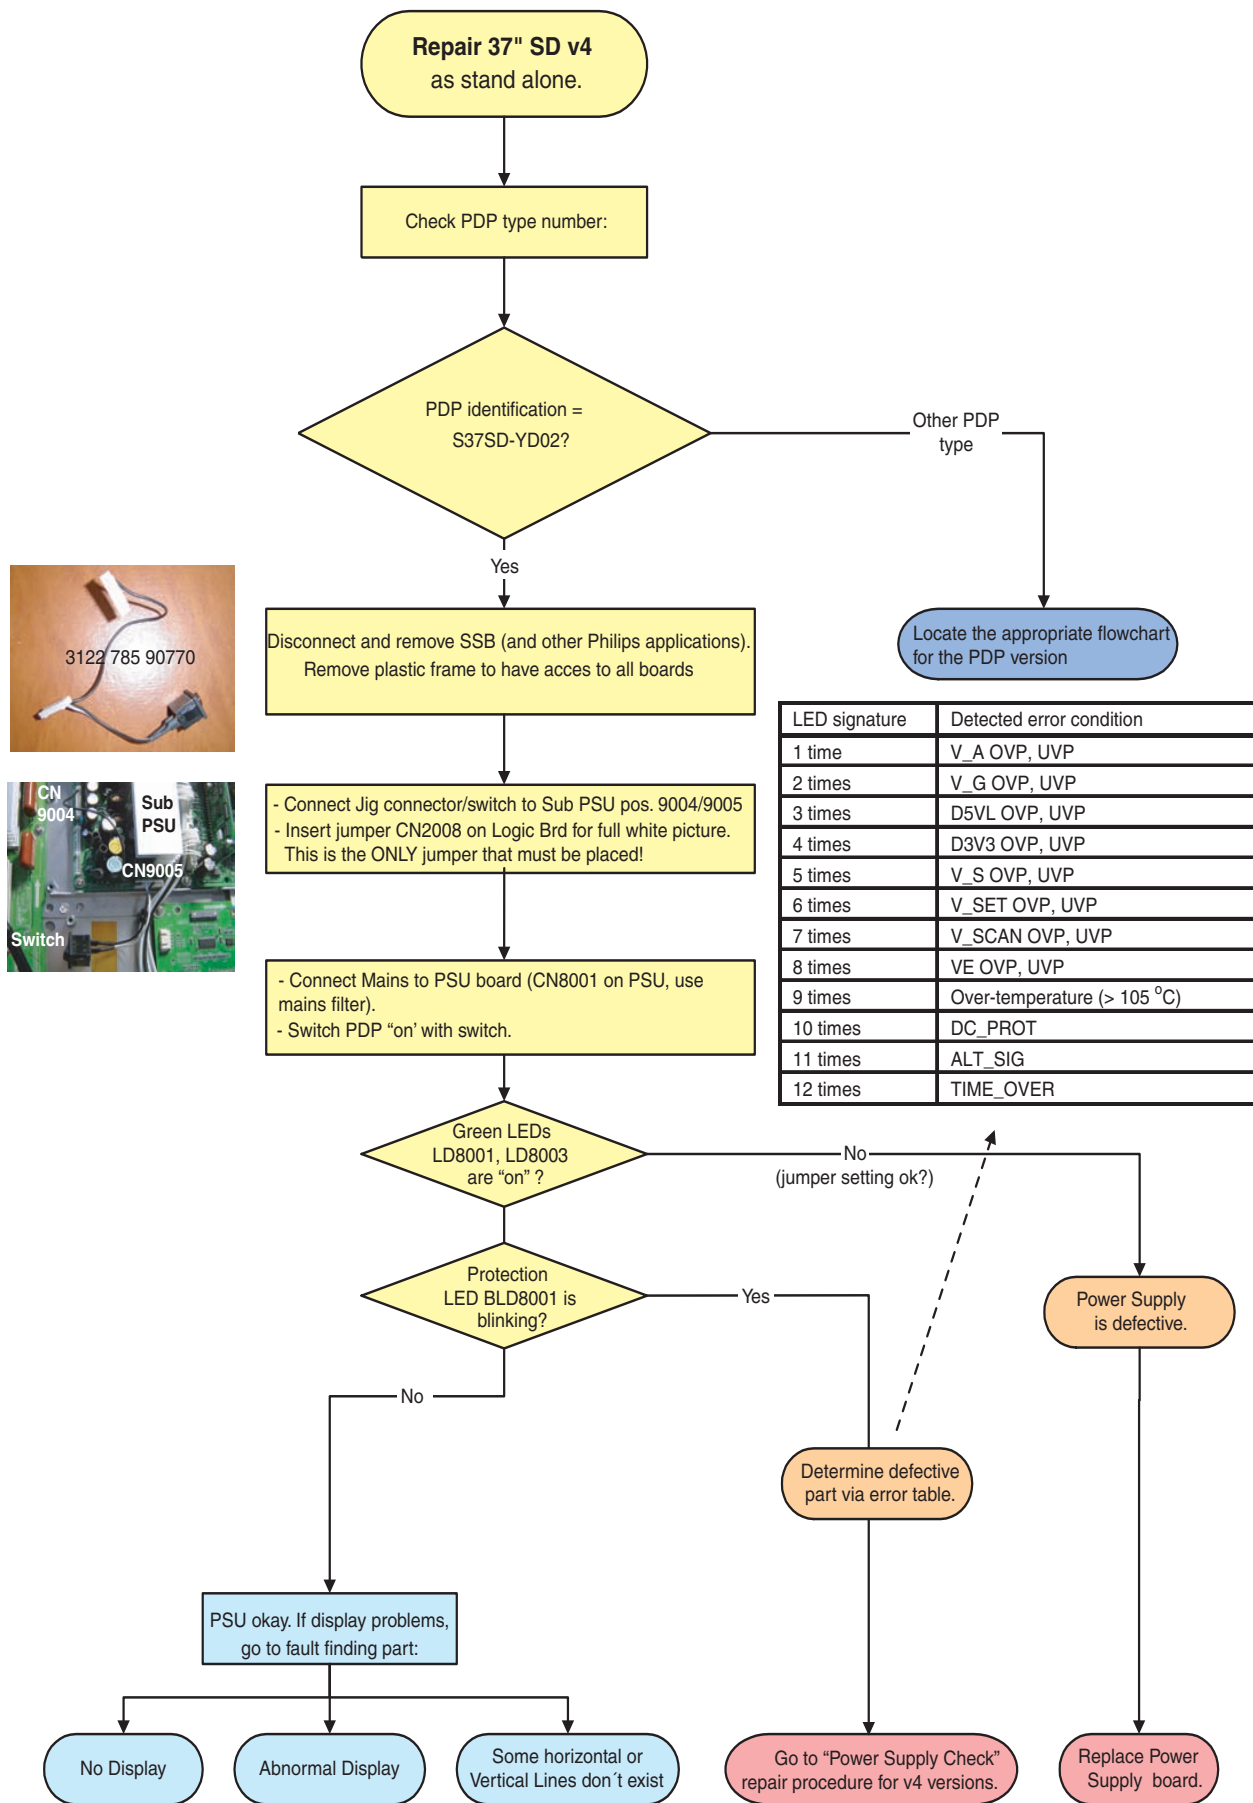 Repair 37" SD v4
as stand alone.
Check PDP type number:
PDP identification =
S37SD-YD02?
Other PDP
type
Yes
3122 785 90770
Disconnect and remove SSB (and other Philips applications).
Remove plastic frame to have acces to all boards
Locate the appropriate flowchart
for the PDP version
CN
9004
Sub
PSU
CN9005
Switch
- Connect Jig connector/switch to Sub PSU pos. 9004/9005
- Insert jumper CN2008 on Logic Brd for full white picture.
This is the ONLY jumper that must be placed!
- Connect Mains to PSU board (CN8001 on PSU, use
mains filter).
- Switch PDP “on’ with switch.
LED signature Detected error condition
1 time V_A OVP, UVP
2 times V_G OVP, UVP
3 times D5VL OVP, UVP
4 times D3V3 OVP, UVP
5 times V_S OVP, UVP
6 times V_SET OVP, UVP
7 times V_SCAN OVP, UVP
8 times VE OVP, UVP
9 times Over-temperature (> 105 °C)
10 times DC_PROT
11 times ALT_SIG
12 times TIME_OVER
Green LEDs
LD8001, LD8003
are “on” ?
No
(jumper setting ok?)
Protection
LED BLD8001 is
blinking?
Yes
Power Supply
is defective.
No
Determine defective
part via error table.
PSU okay. If display problems,
go to fault finding part:
No Display
Abnormal Display
Some horizontal or
Vertical Lines don´t exist
Go to “Power Supply Check”
repair procedure for v4 versions.
Replace Power
Supply board.